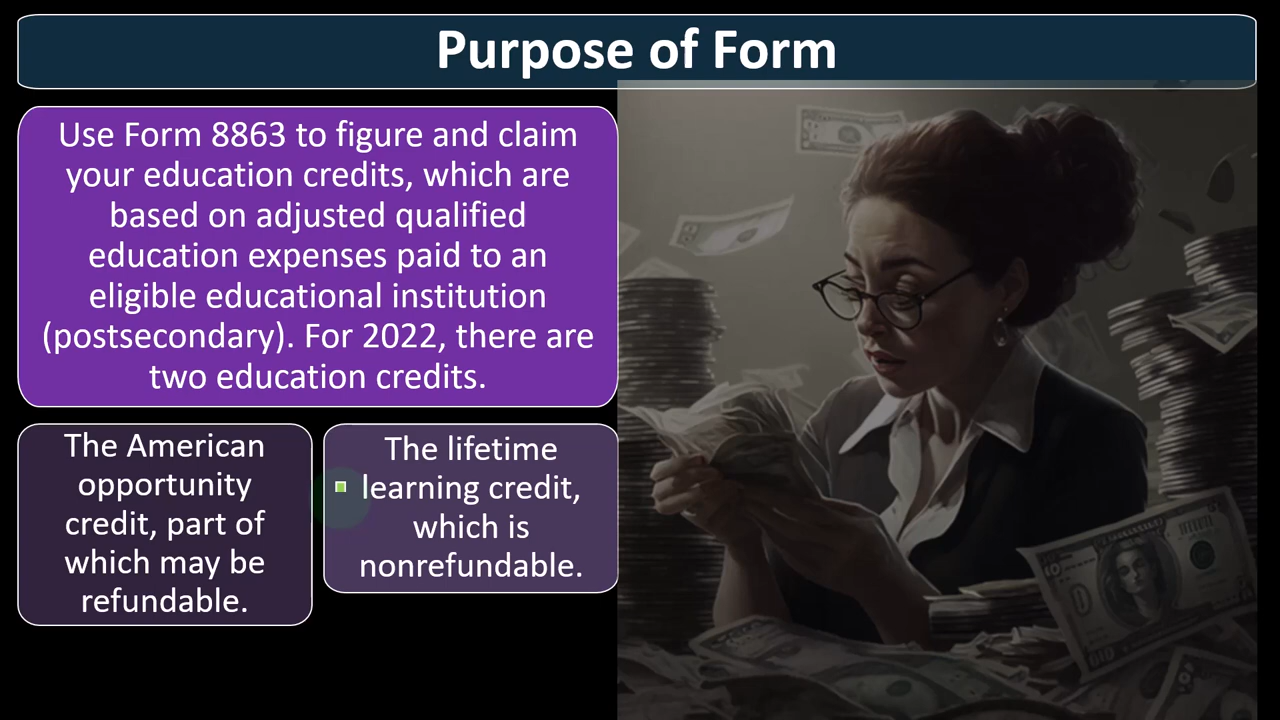 Purpose of Form
Use Form 8863 to figure and claim
your education credits, which are
based on adjusted qualified
education expenses paid to an
eligible educational institution
(postsecondary). For 2022, there are
two education credits.
The American
opportunity
credit, part of
which may be
refundable.
The lifetime
learning credit,
which is
nonrefundable.